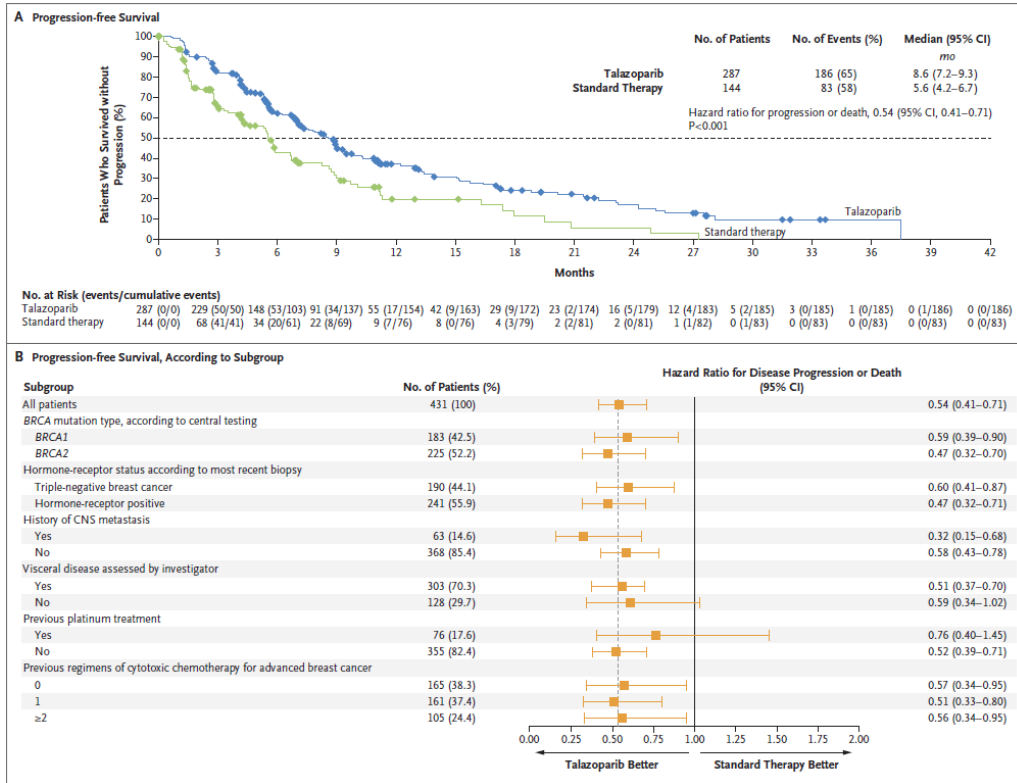 A Progression-free Survival
Patients Who Survived without Progression (%)
100
90
80
70
60
50
40
30
20
10
0
0 3 6 9 12 15 18 21 24 27 30 33 36 39 42
Months
No. of Patients No. of Events (%) Median (95% CI)
mo
Talazoparib 287 186 (65) 8.6 (7.2–9.3)
Standard Therapy 144 83 (58) 5.6 (4.2–6.7)
Hazard ratio for progression or death, 0.54 (95% CI, 0.41–0.71)
P<0.001
Talazoparib
Standard therapy
No. at Risk (events/cumulative events)
Talazoparib 287 (0/0) 229 (50/50) 148 (53/103) 91 (34/137) 55 (17/154) 42 (9/163) 29 (9/172) 23 (2/174) 16 (5/179) 12 (4/183) 5 (2/185) 3 (0/185) 1 (0/185) 0 (1/186) 0 (0/186)
Standard therapy 144 (0/0) 68 (41/41) 34 (20/61) 22 (8/69) 9 (7/76) 8 (0/76) 4 (3/79) 2 (2/81) 2 (0/81) 1 (1/82) 0 (1/83) 0 (0/83) 0 (0/83) 0 (0/83) 0 (0/83)
B Progression-free Survival, According to Subgroup
Subgroup No. of Patients (%) Hazard Ratio for Disease Progression or Death (95% CI)
All patients 431 (100) 0.54 (0.41–0.71)
BRCA mutation type, according to central testing
BRCA1 183 (42.5) 0.59 (0.39–0.90)
BRCA2 225 (52.2) 0.47 (0.32–0.70)
Hormone-receptor status according to most recent biopsy
Triple-negative breast cancer 190 (44.1) 0.60 (0.41–0.87)
Hormone-receptor positive 241 (55.9) 0.47 (0.32–0.71)
History of CNS metastasis
Yes 63 (14.6) 0.32 (0.15–0.68)
No 368 (85.4) 0.58 (0.43–0.78)
Visceral disease assessed by investigator
Yes 303 (70.3) 0.51 (0.37–0.70)
No 128 (29.7) 0.59 (0.34–1.02)
Previous platinum treatment
Yes 76 (17.6) 0.76 (0.40–1.45)
No 355 (82.4) 0.52 (0.39–0.71)
Previous regimens of cytotoxic chemotherapy for advanced breast cancer
0 165 (38.3) 0.57 (0.34–0.95)
1 161 (37.4) 0.51 (0.33–0.80)
≥2 105 (24.4) 0.56 (0.34–0.95)
0.00 0.25 0.50 0.75 1.00 1.25 1.50 1.75 2.00
Talazoparib Better Standard Therapy Better